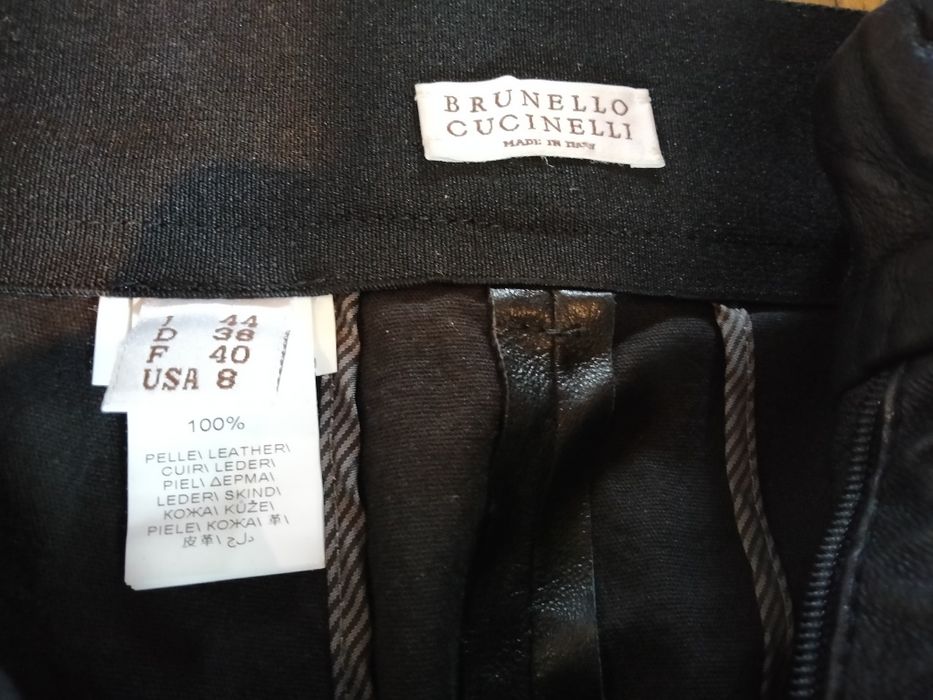 BRUNELLO
CUCINELLI
MADE IN ITALY
I 44
D 38
F 40
USA 8
100%
PELLE\ LEATHER\
CUIR\ LEDER\
PIEL\ ΔΕΡΜΑ\
LEDER\ SKIND\
КОЖА\ KŮŽE\
PIELE\ КОЖА\ 革\
皮革\ جلد